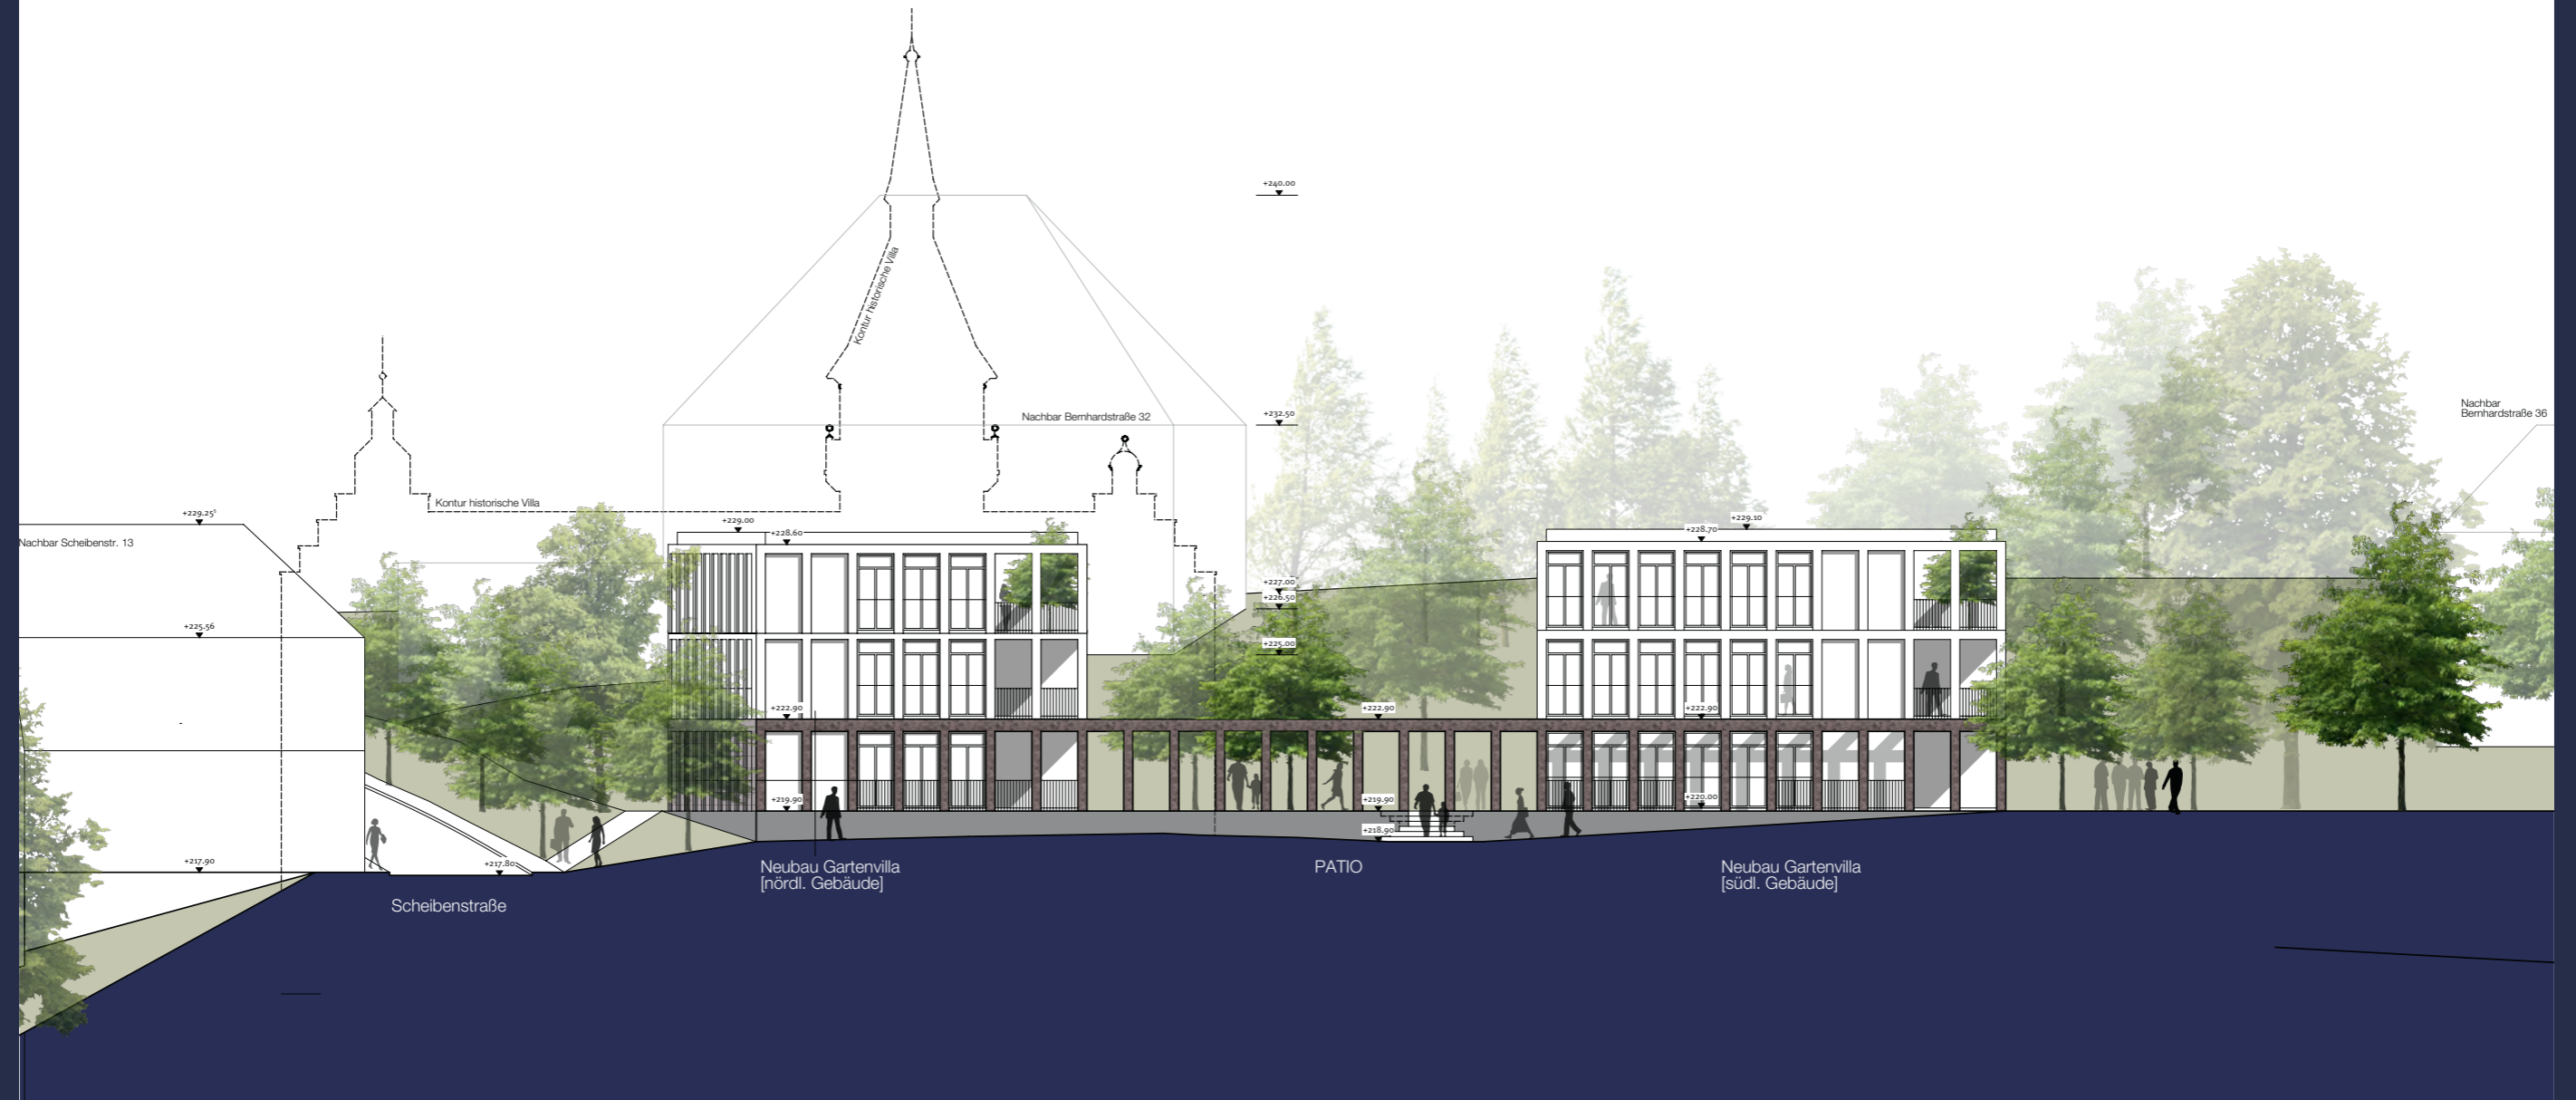 +240.00
Kontur historische Villa
+232.50
Nachbar Bernhardstraße 32
Nachbar
Bernhardstraße 36
Kontur historische Villa
+229.25⁵
Nachbar Scheibenstr. 13
+229.00
+228.60
+229.10
+228.70
+227.00
+226.50
+225.56
+225.00
+222.90
+222.90
+222.90
+219.90
+219.90
+220.00
+218.90
+217.90
+217.80
Neubau Gartenvilla
[nördl. Gebäude]
PATIO
Neubau Gartenvilla
[südl. Gebäude]
Scheibenstraße